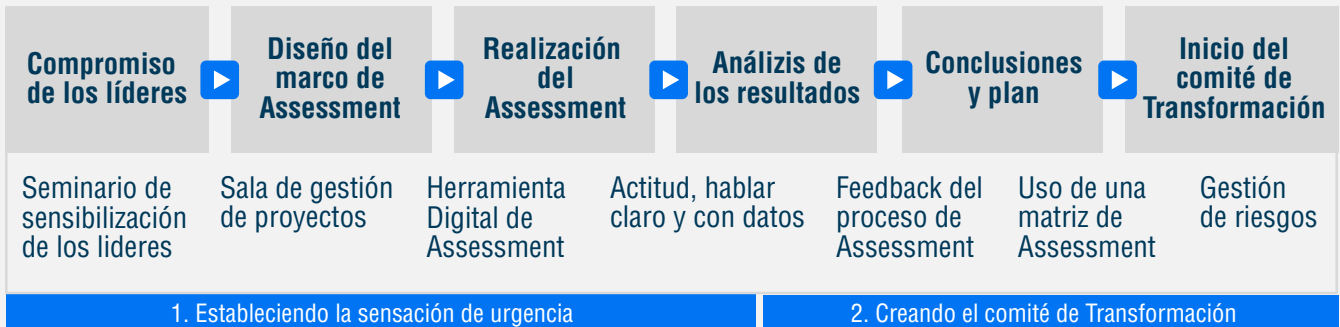 Compromiso
de los líderes
Diseño del
marco de
Assessment
Realización
del
Assessment
Análizis de
los resultados
Conclusiones
y plan
Inicio del
comité de
Transformación
Seminario de
sensibilización
de los lideres
Sala de gestión
de proyectos
Herramienta
Digital de
Assessment
Actitud, hablar
claro y con datos
Feedback del
proceso de
Assessment
Uso de una
matriz de
Assessment
Gestión
de riesgos
1. Estableciendo la sensación de urgencia
2. Creando el comité de Transformación